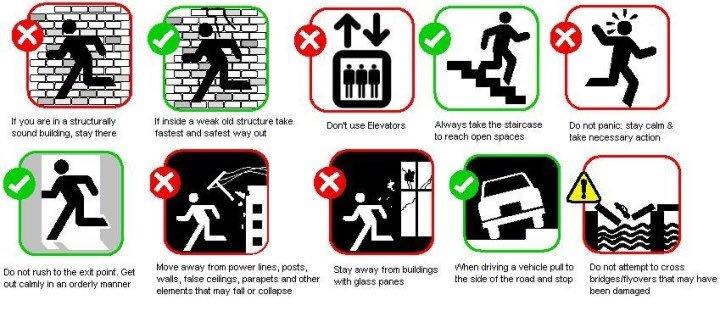 If you are in a structurally
sound building, stay there
If inside a weak old structure take
fastest and safest way out
Don't use Elevators
Always take the staircase
to reach open spaces
Do not panic: stay calm &
take necessary action
Do not rush to the exit point. Get
out calmly in an orderly manner
Move away from power lines, posts,
walls, false ceilings, parapets and other
elements that may fall or collapse
Stay away from buildings
with glass panes
When driving a vehicle pull to
the side of the road and stop
Do not attempt to cross
bridges/flyovers that may have
been damaged